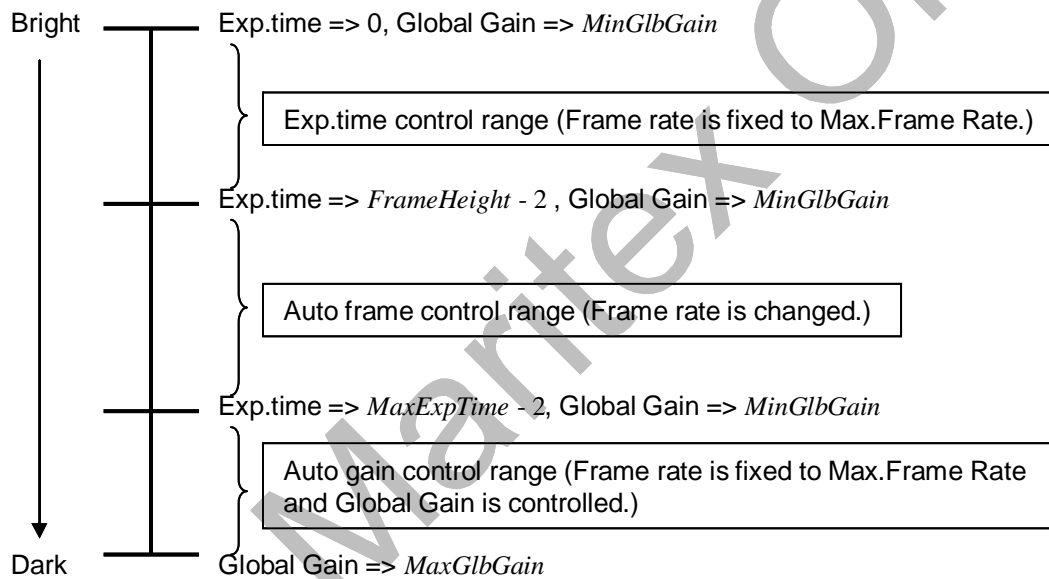 Bright
Exp.time => 0, Global Gain => MinGlbGain
Exp.time control range (Frame rate is fixed to Max.Frame Rate.)
Exp.time => FrameHeight - 2 , Global Gain => MinGlbGain
Auto frame control range (Frame rate is changed.)
Exp.time => MaxExpTime - 2, Global Gain => MinGlbGain
Auto gain control range (Frame rate is fixed to Max.Frame Rate
and Global Gain is controlled.)
Dark
Global Gain => MaxGlbGain
Maritex